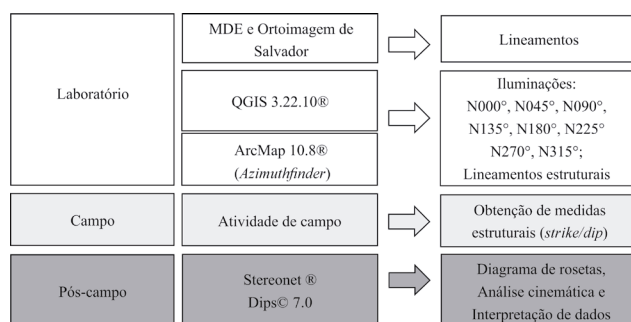 MDE e Ortoimagem de
Salvador
Lineamentos
Laboratório
QGIS 3.22.10®
ArcMap 10.8®
(Azimuthfinder)
Iluminações:
N000°, N045°, N090°,
N135°, N180°, N225°
N270°, N315°;
Lineamentos estruturais
Campo
Atividade de campo
Obtenção de medidas
estruturais (strike/dip)
Pós-campo
Stereonet ®
Dips© 7.0
Diagrama de rosetas,
Análise cinemática e
Interpretação de dados